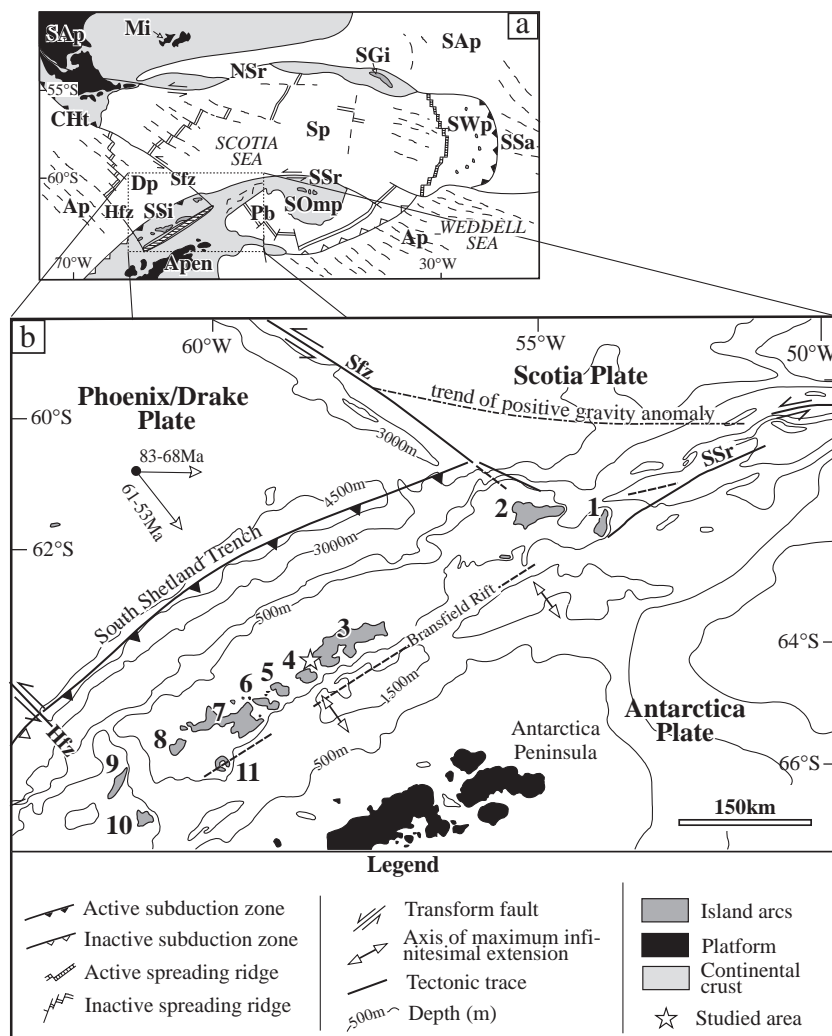 a
SAp
Mi
SAp
SGi
NSr
55°S
CHt
Sp
SWp
SSa
SCOTIA
SEA
60°S
Dp
Sfz
SSr
Ap
Hfz
SSi
Pb
SOmp
Ap
WEDDELL
SEA
Apen
70°W
30°W
b
60°W
55°W
50°W
Sfz
Scotia Plate
Phoenix/Drake
Plate
trend of positive gravity anomaly
60°S
3000m
83-68Ma
61-53Ma
SSr
4500m
2
1
62°S
South Shetland Trench
3000m
500m
Bransfield Rift
3
64°S
4
5
6
7
1,500m
8
Hfz
Antarctica
Plate
Antarctica
Peninsula
500m
66°S
9
11
10
150km
Legend
Active subduction zone
Inactive subduction zone
Active spreading ridge
Inactive spreading ridge
Transform fault
Axis of maximum infi-
nitesimal extension
Tectonic trace
500m
Depth (m)
Island arcs
Platform
Continental
crust
Studied area